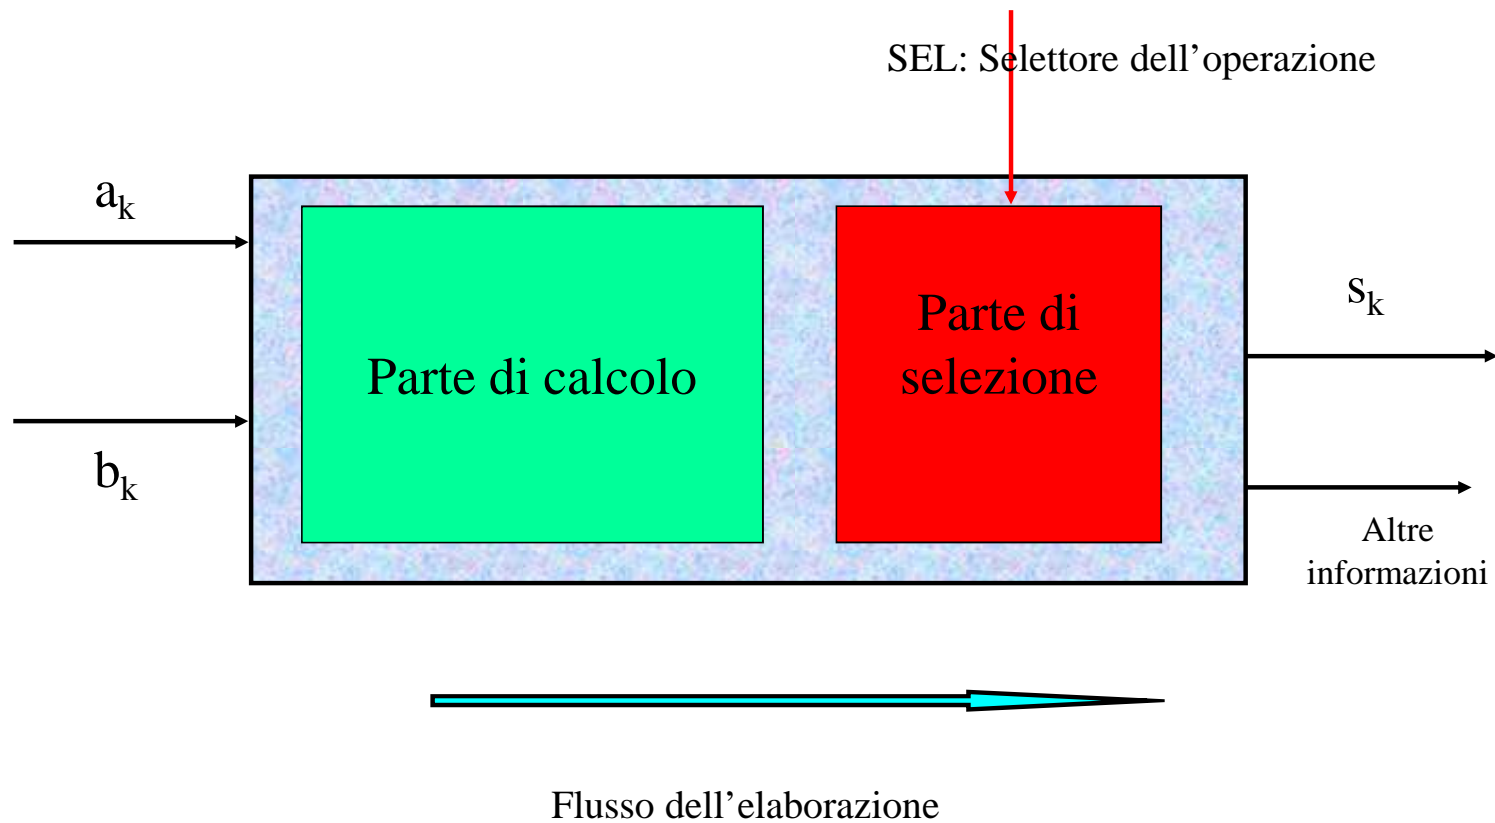 SEL: Selettore dell’operazione
aₖ
bₖ
Parte di calcolo
Parte di
selezione
sₖ
Altre
informazioni
Flusso dell’elaborazione